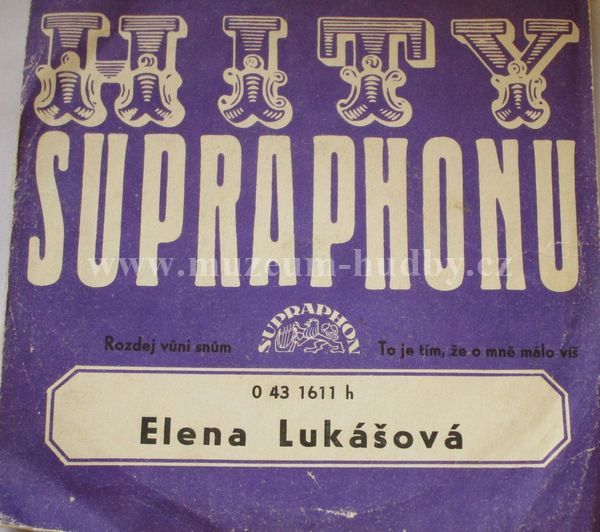 HITY
SUPRAPHONU
www.muzeum-hudby.cz
Rozdej vůni snům
SUPRAPHON
To je tím, že o mně málo víš
0 43 1611 h
Elena Lukášová